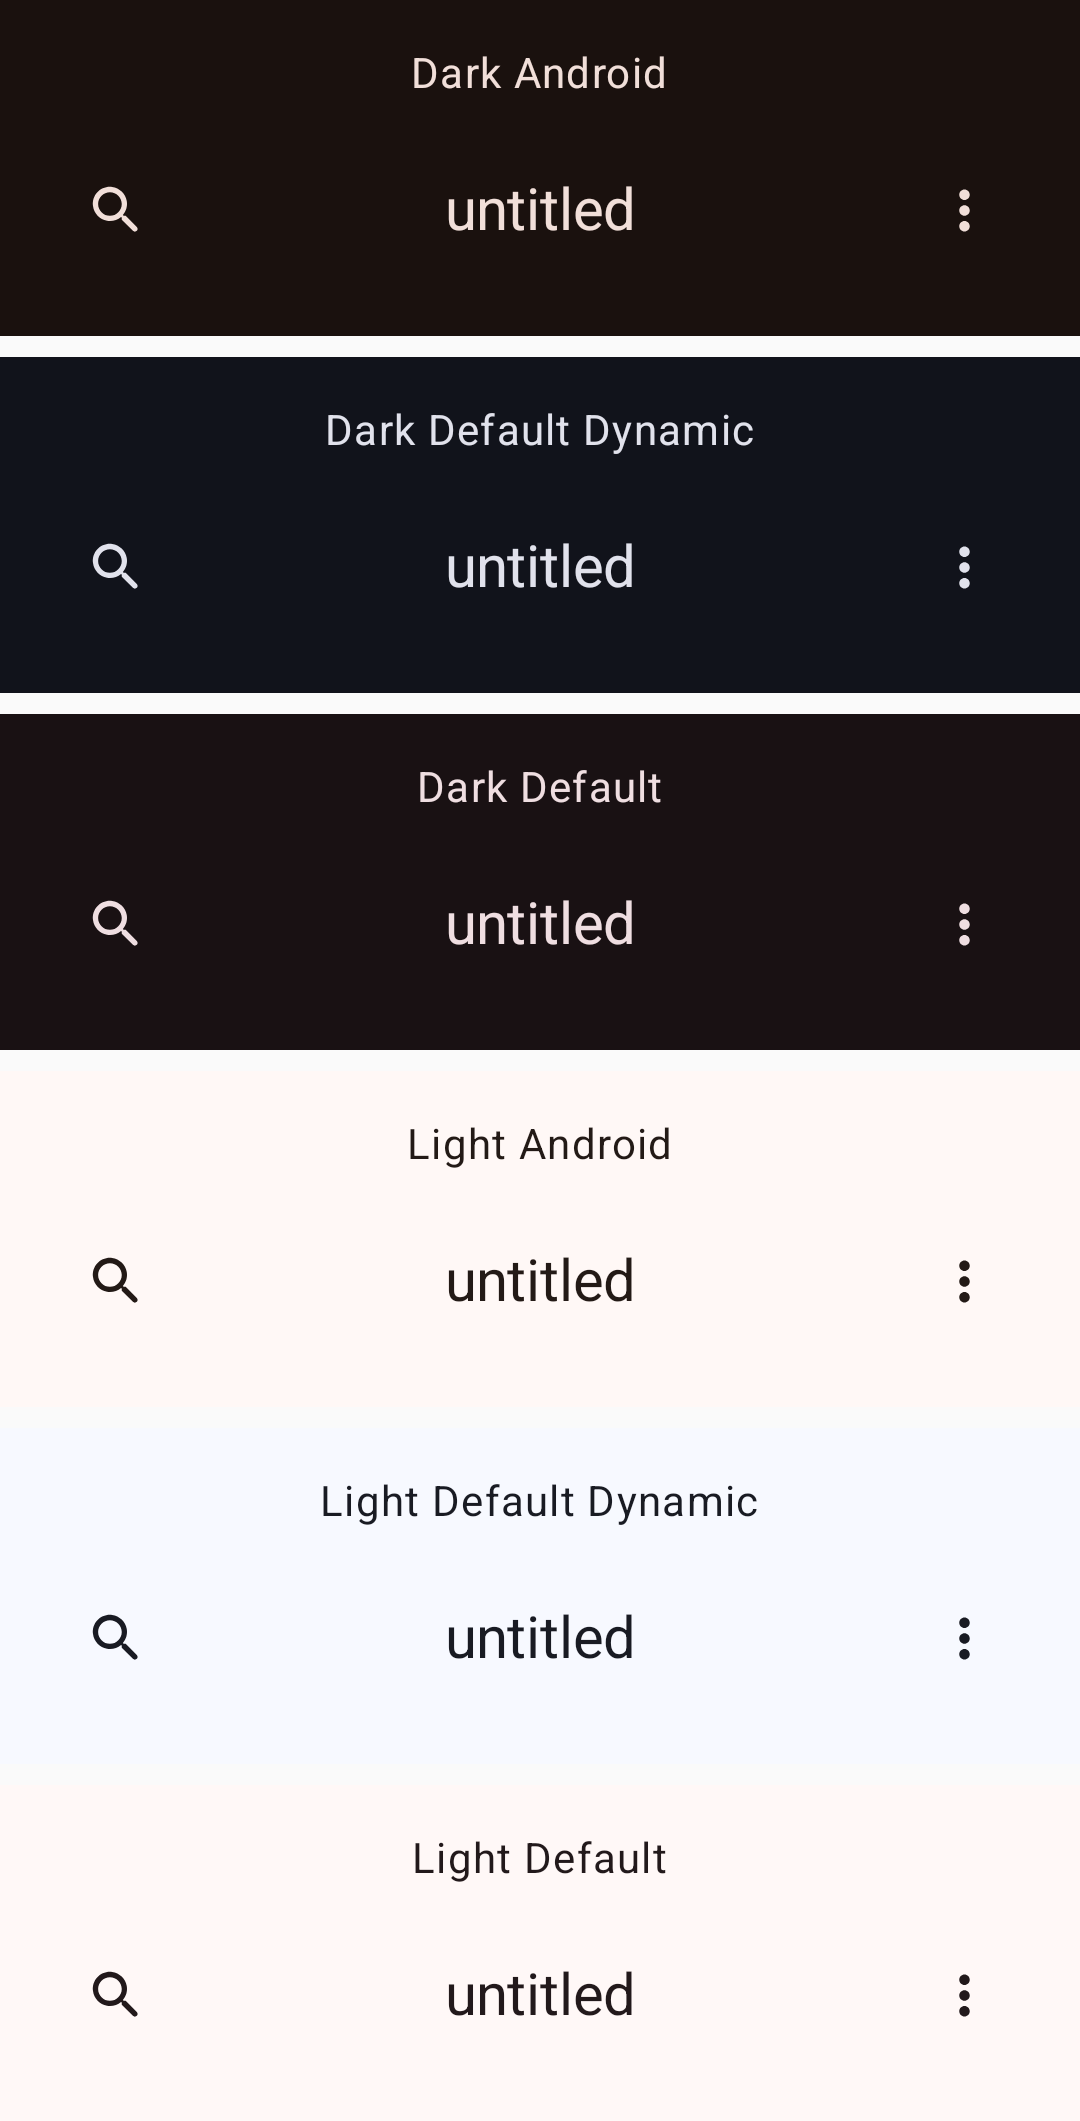 Dark Android
untitled
Dark Default Dynamic
untitled
Dark Default
untitled
Light Android
untitled
Light Default Dynamic
untitled
Light Default
untitled